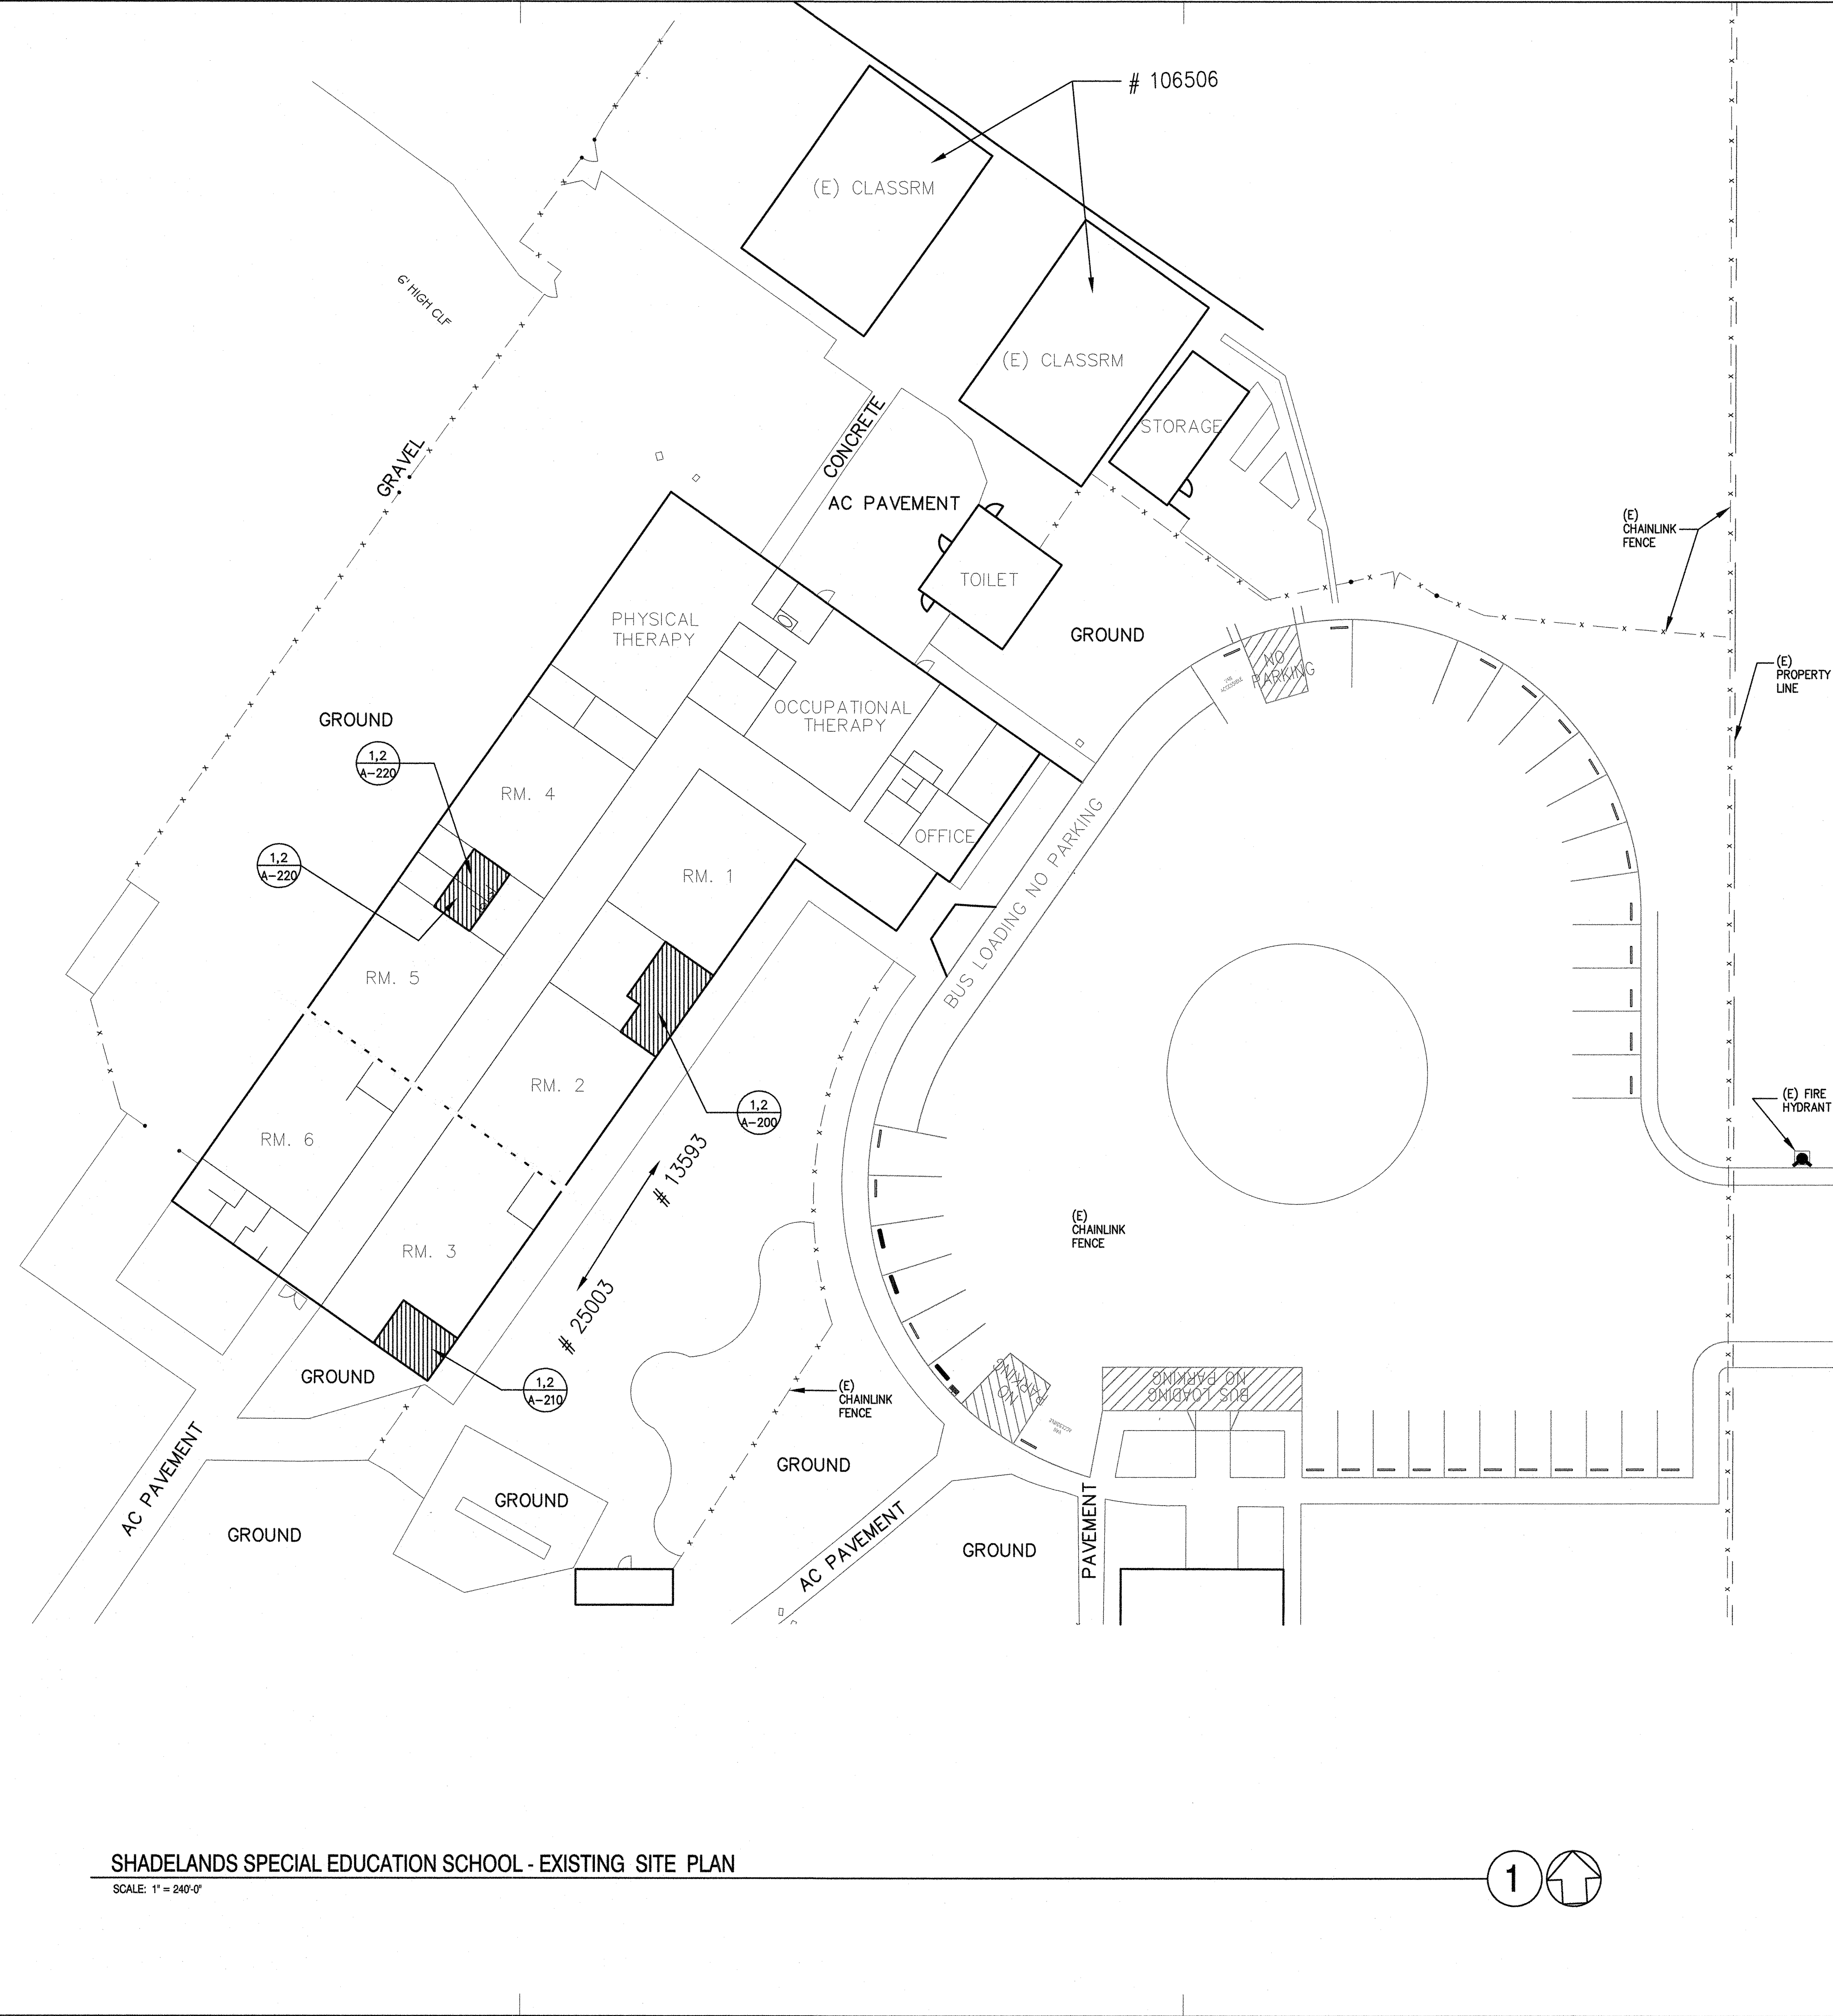 # 106506
(E) CLASSRM
6' HIGH CLF
(E) CLASSRM
CONCRETE
STORAGE
GRAVEL
AC PAVEMENT
(E)
CHAINLINK
FENCE
TOILET
PHYSICAL
THERAPY
GROUND
NO
PARKING
VAN
ACCESSIBLE
(E)
PROPERTY
LINE
OCCUPATIONAL
THERAPY
GROUND
1,2
A-220
RM. 4
OFFICE
BUS LOADING NO PARKING
1,2
A-220
RM. 1
RM. 5
RM. 2
1,2
A-200
(E) FIRE
HYDRANT
RM. 6
# 13593
(E)
CHAINLINK
FENCE
RM. 3
# 25003
GROUND
1,2
A-210
(E)
CHAINLINK
FENCE
NO
PARKING
VAN
ACCESSIBLE
BUS LOADING
NO PARKING
AC PAVEMENT
GROUND
GROUND
GROUND
AC PAVEMENT
GROUND
PAVEMENT
SHADELANDS SPECIAL EDUCATION SCHOOL - EXISTING SITE PLAN
SCALE: 1" = 240'-0"
1